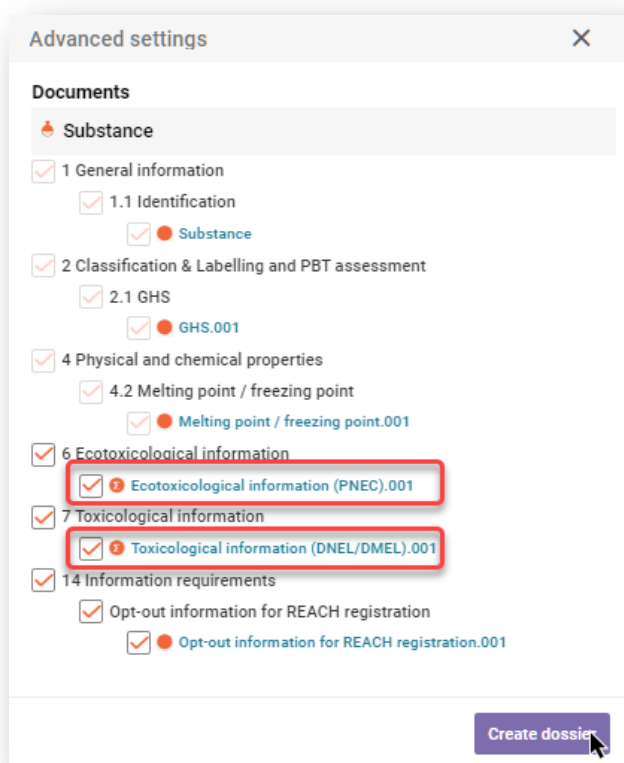 Advanced settings
Documents
Substance
1 General information
1.1 Identification
Substance
2 Classification & Labelling and PBT assessment
2.1 GHS
GHS.001
4 Physical and chemical properties
4.2 Melting point / freezing point
Melting point / freezing point.001
6 Ecotoxicological information
Ecotoxicological information (PNEC).001
7 Toxicological information
Toxicological information (DNEL/DMEL).001
14 Information requirements
Opt-out information for REACH registration
Opt-out information for REACH registration.001
Create dossier